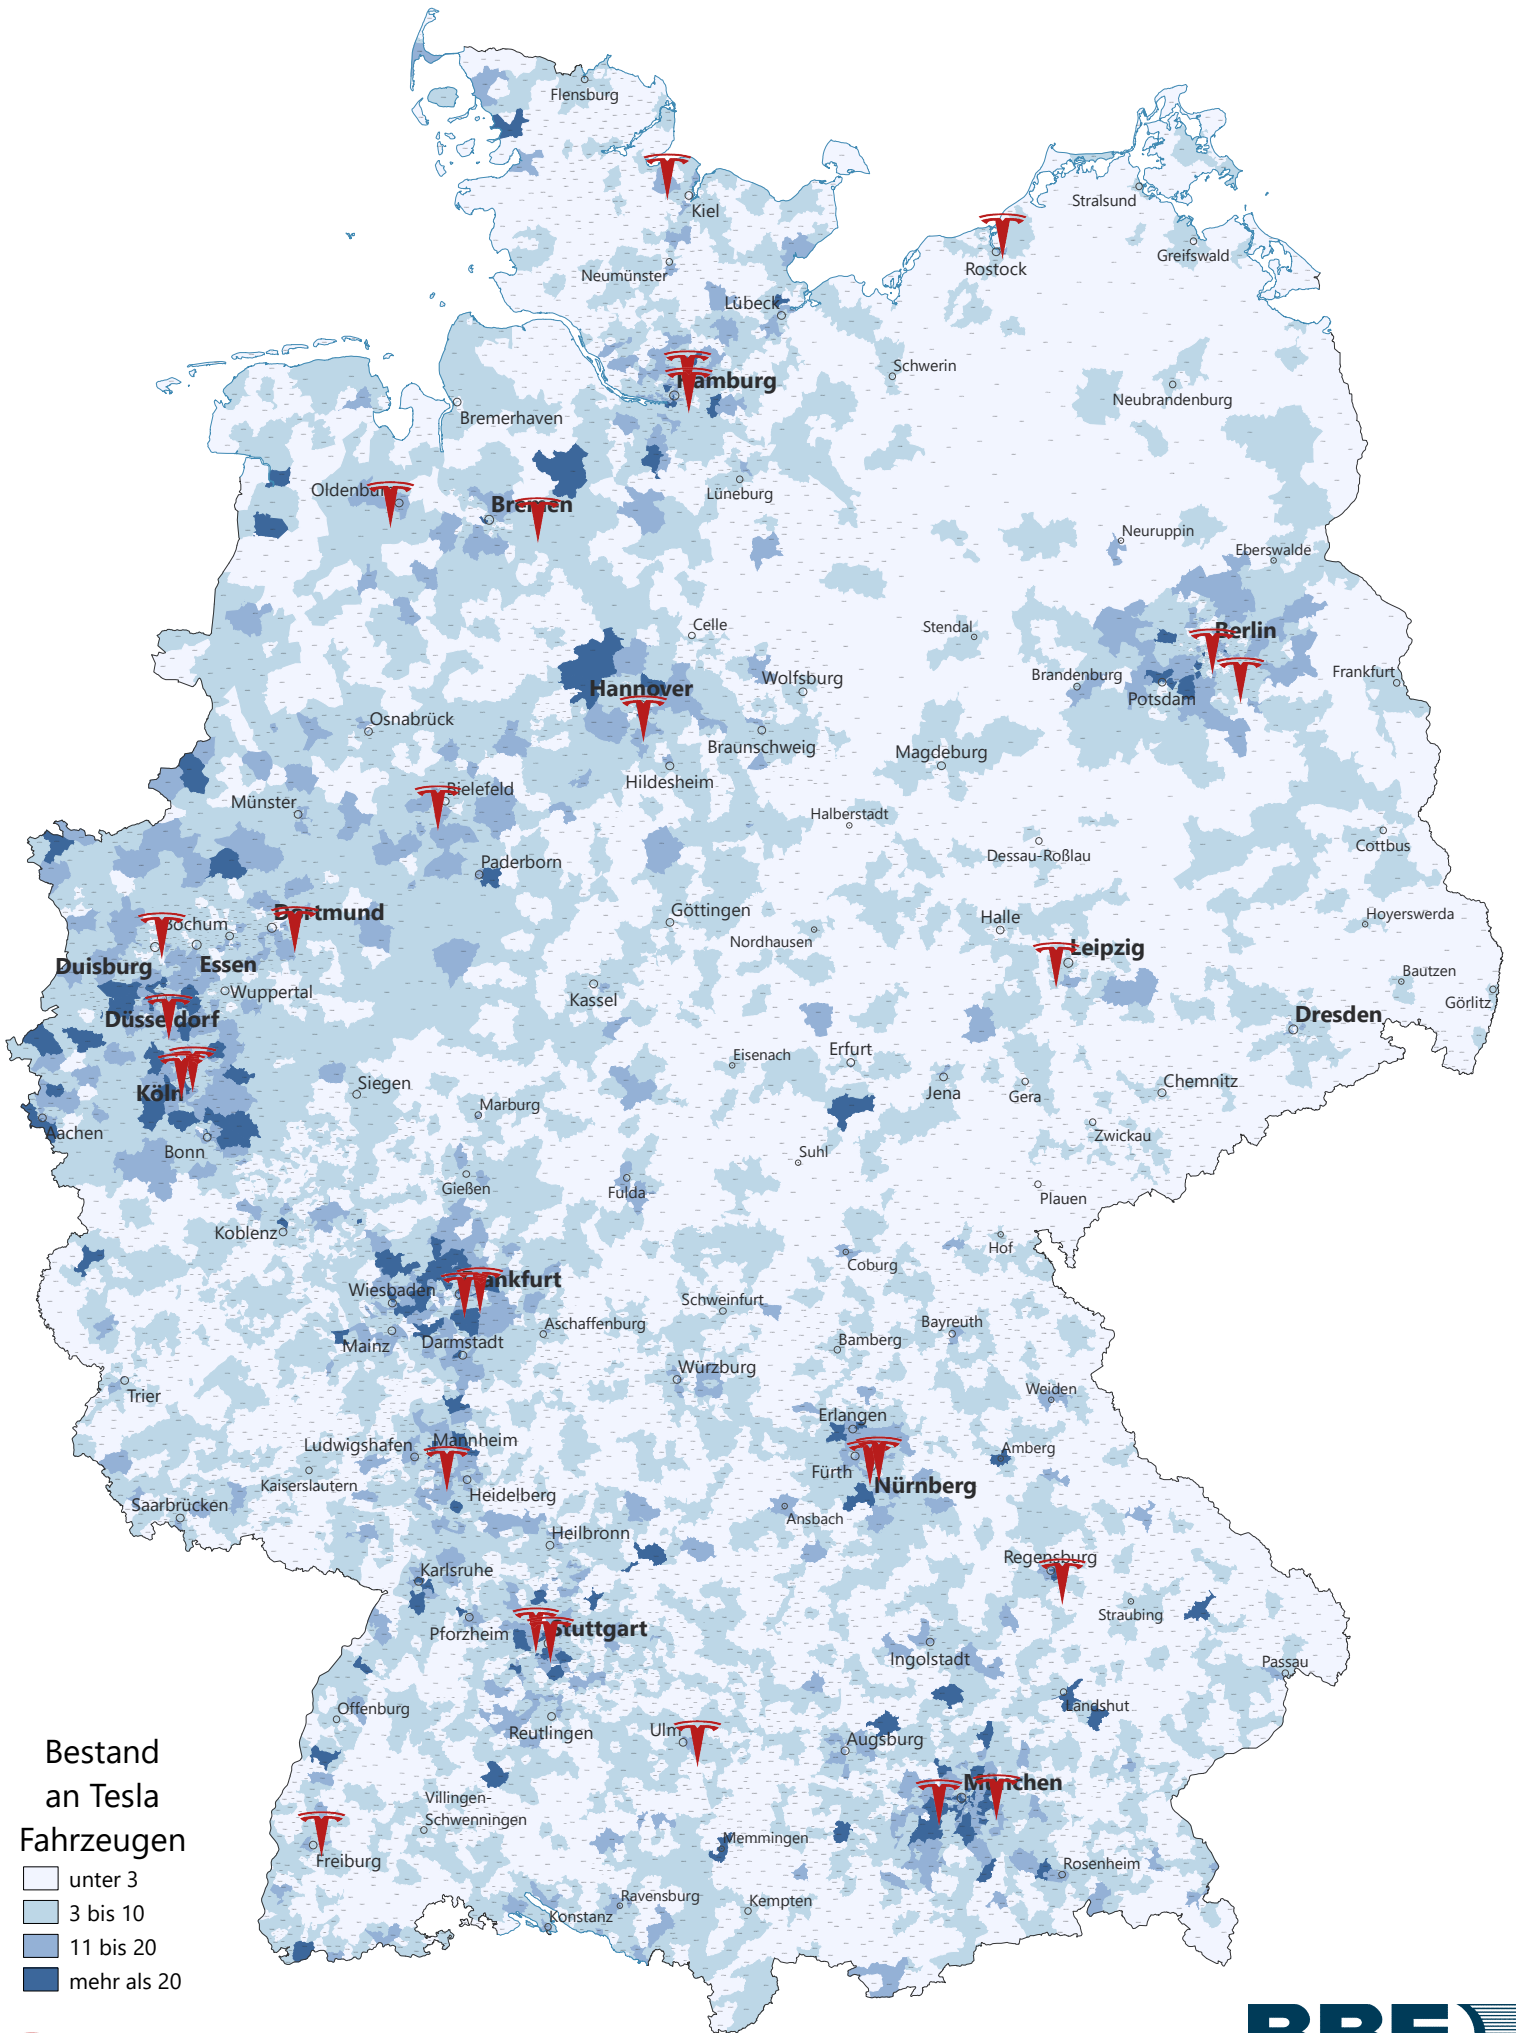 Flensburg
Kiel
Stralsund
Rostock
Greifswald
Neumünster
Lübeck
Schwerin
Hamburg
Neubrandenburg
Bremerhaven
Oldenburg
Bremen
Lüneburg
Neuruppin
Eberswalde
Celle
Stendal
Berlin
Hannover
Wolfsburg
Brandenburg
Potsdam
Frankfurt
Osnabrück
Braunschweig
Magdeburg
Hildesheim
Bielefeld
Münster
Halberstadt
Cottbus
Dessau-Roßlau
Paderborn
Dortmund
Göttingen
Halle
Hoyerswerda
Bochum
Nordhausen
Leipzig
Duisburg
Essen
Bautzen
Wuppertal
Kassel
Görlitz
Düsseldorf
Dresden
Eisenach
Erfurt
Siegen
Köln
Jena
Gera
Chemnitz
Marburg
Aachen
Zwickau
Bonn
Suhl
Gießen
Fulda
Plauen
Koblenz
Hof
Coburg
Frankfurt
Wiesbaden
Schweinfurt
Aschaffenburg
Bayreuth
Mainz
Darmstadt
Bamberg
Würzburg
Trier
Weiden
Erlangen
Mannheim
Ludwigshafen
Amberg
Fürth
Kaiserslautern
Nürnberg
Heidelberg
Saarbrücken
Ansbach
Heilbronn
Regensburg
Karlsruhe
Straubing
Stuttgart
Pforzheim
Ingolstadt
Passau
Offenburg
Landshut
Reutlingen
Ulm
Augsburg
München
Villingen-
Schwenningen
Memmingen
Freiburg
Rosenheim
Ravensburg
Kempten
Konstanz
Bestand
an Tesla
Fahrzeugen
unter 3
3 bis 10
11 bis 20
mehr als 20